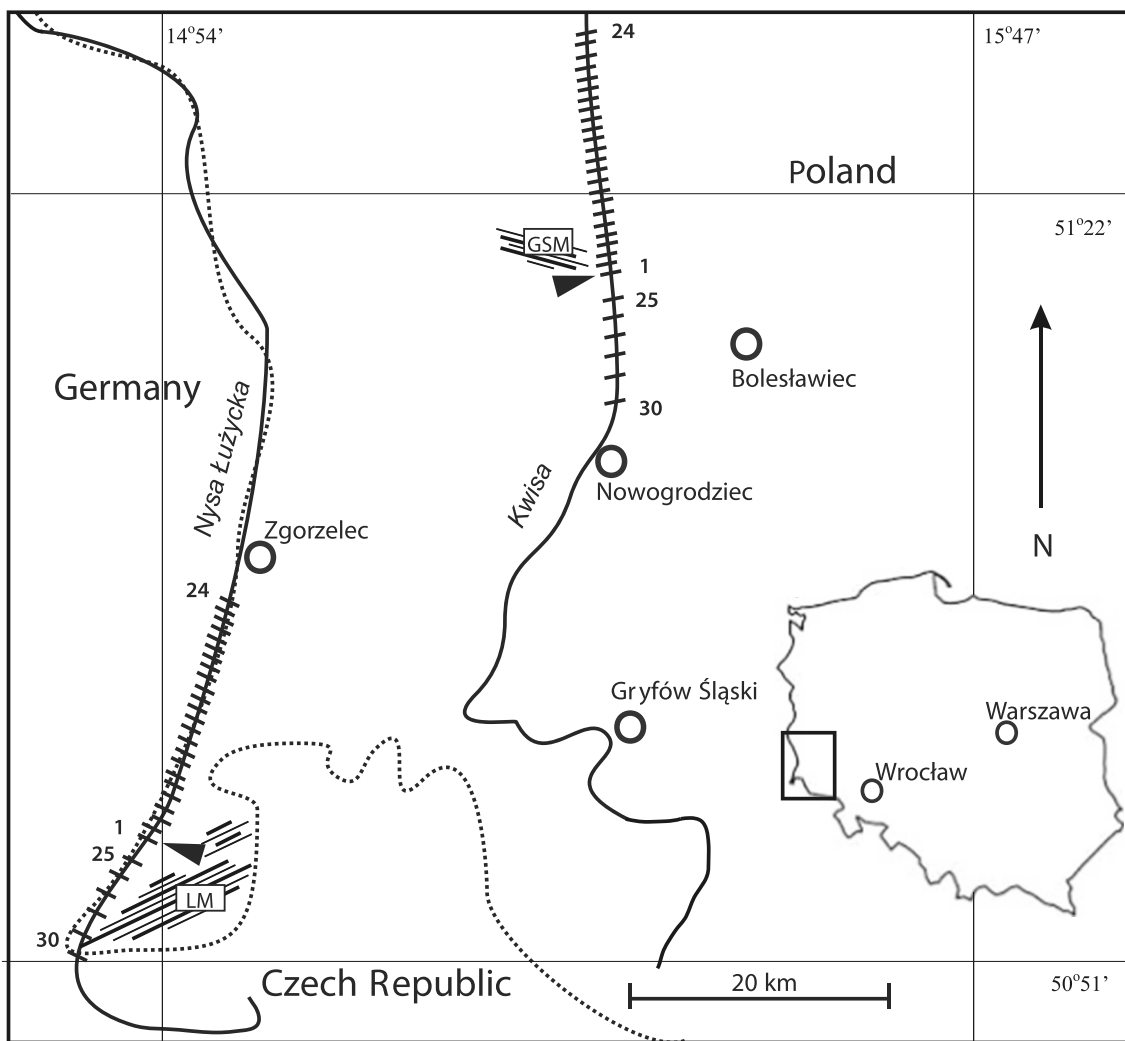 14°54’
24
15°47’
Poland
51°22’
GSM
1
25
Bolesławiec
Germany
30
Nysa Łużycka
Kwisa
Nowogrodziec
Zgorzelec
N
24
Gryfów Śląski
Warszawa
Wrocław
1
25
LM
30
Czech Republic
20 km
50°51’